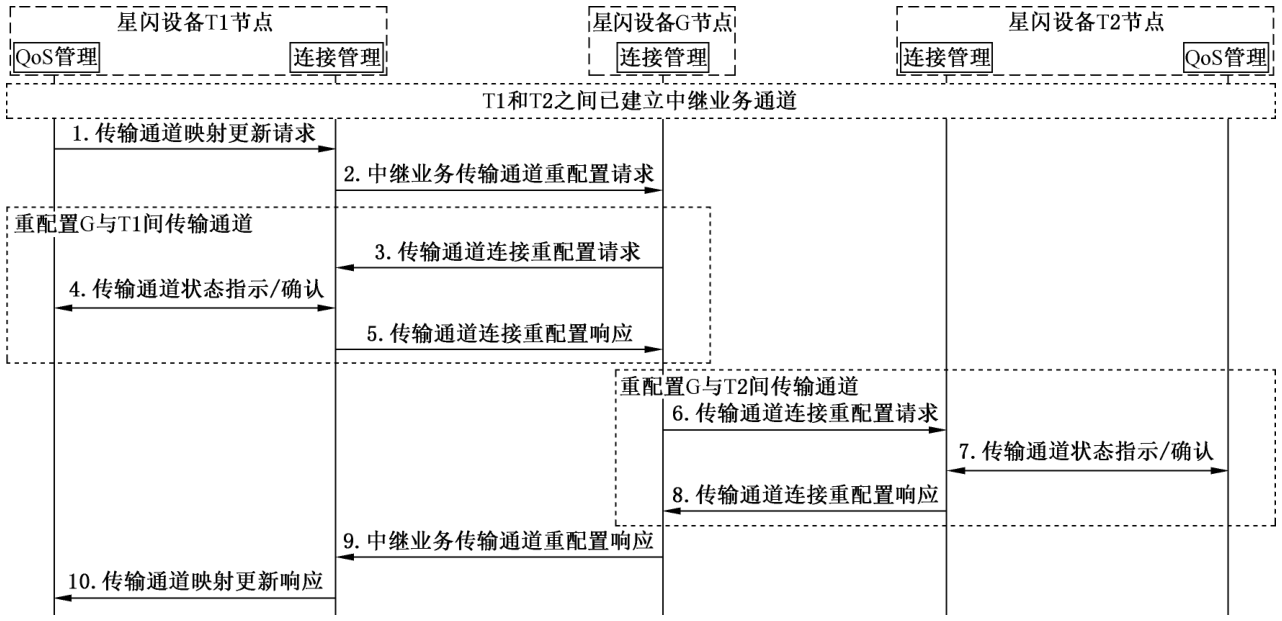 星闪设备T1节点
星闪设备G节点
星闪设备T2节点
QoS管理
连接管理
连接管理
连接管理
QoS管理
T1和T2之间已建立中继业务通道
1.传输通道映射更新请求
2.中继业务传输通道重配置请求
重配置G与T1间传输通道
3.传输通道连接重配置请求
4.传输通道状态指示/确认
5.传输通道连接重配置响应
重配置G与T2间传输通道
6.传输通道连接重配置请求
7.传输通道状态指示/确认
8.传输通道连接重配置响应
9.中继业务传输通道重配置响应
10.传输通道映射更新响应